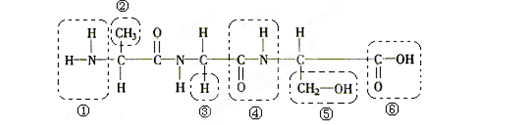 ②
H CH₃ O H H H
H—N—C—C—N—C—C—N—C—C—OH
H H H O CH₂—OH O
① ③ ④ ⑤ ⑥